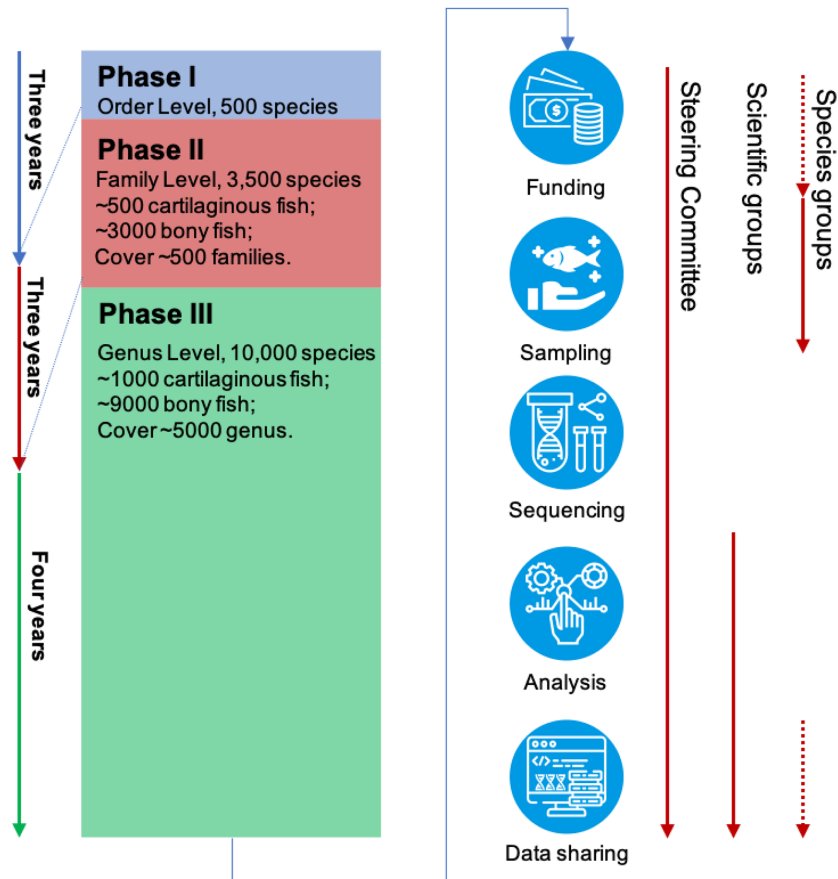 Three years
Three years
Four years
Phase I
Order Level, 500 species
Phase II
Family Level, 3,500 species
~500 cartilaginous fish;
~3000 bony fish;
Cover ~500 families.
Phase III
Genus Level, 10,000 species
~1000 cartilaginous fish;
~9000 bony fish;
Cover ~5000 genus.
$
Funding
Sampling
Sequencing
Analysis
</>
Data sharing
Steering Committee
Scientific groups
Species groups